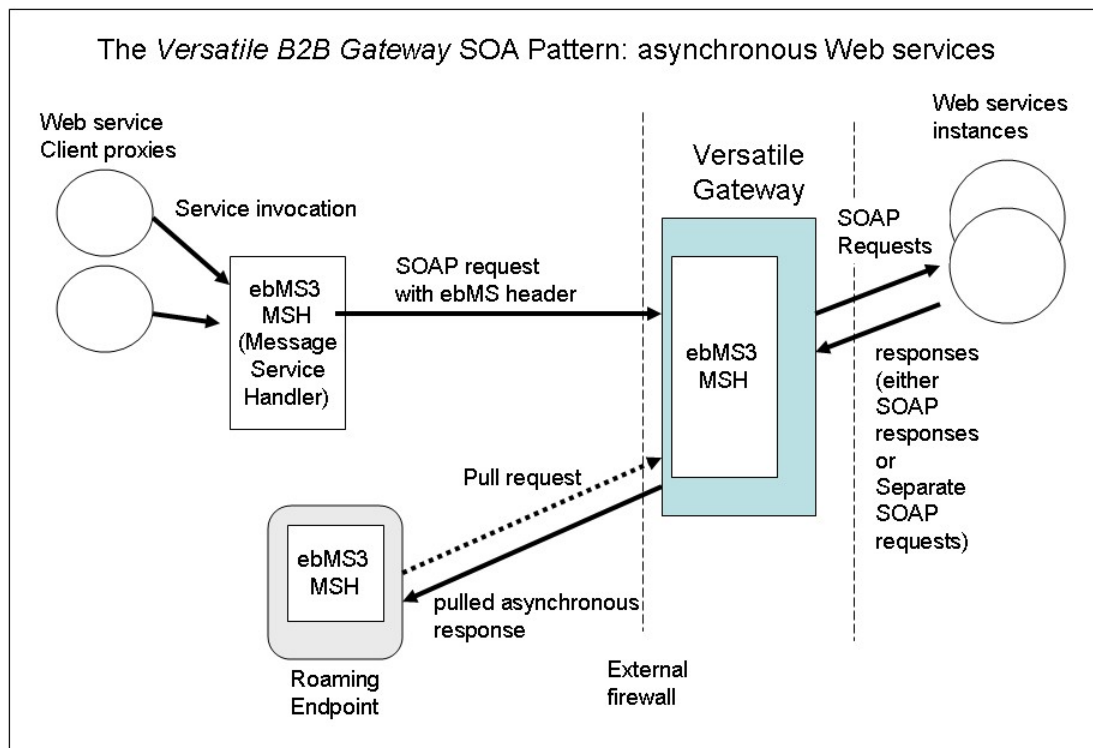 The Versatile B2B Gateway SOA Pattern: asynchronous Web services
Web service
Client proxies
Service invocation
ebMS3
MSH
(Message
Service
Handler)
SOAP request
with ebMS header
Versatile
Gateway
ebMS3
MSH
Web services
instances
SOAP
Requests
responses
(either
SOAP
responses
or
Separate
SOAP
requests)
Pull request
ebMS3
MSH
pulled asynchronous
response
Roaming
Endpoint
External
firewall